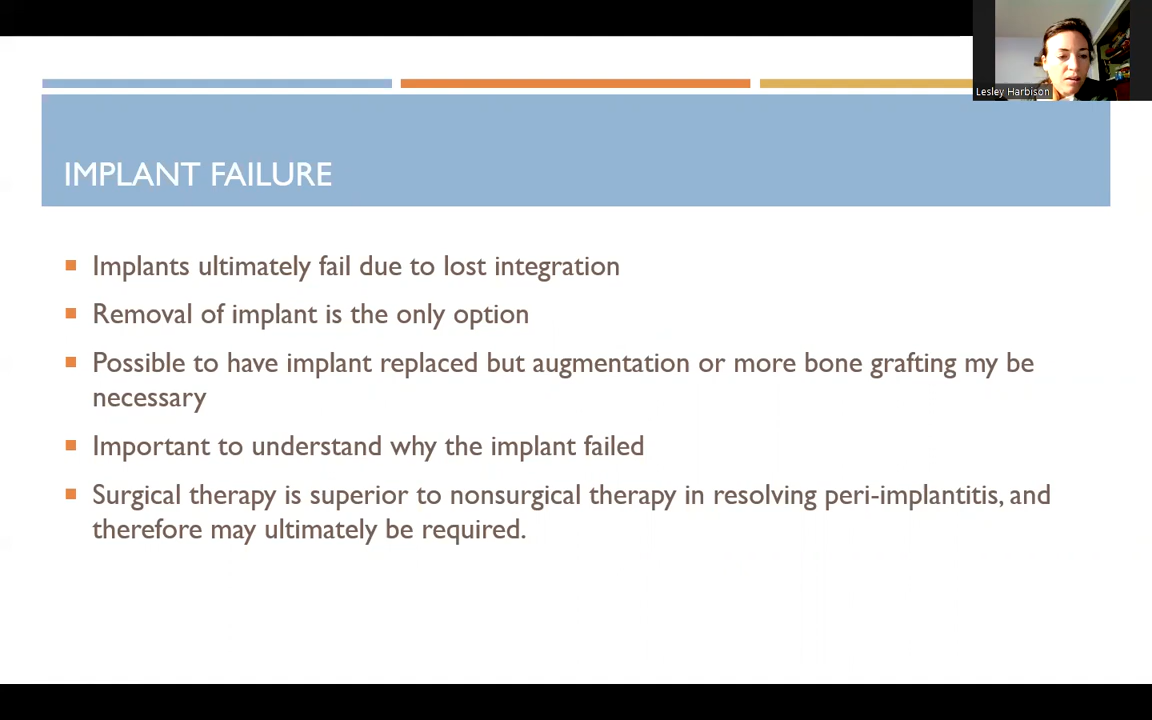 Lesley Harbison
IMPLANT FAILURE
Implants ultimately fail due to lost integration
Removal of implant is the only option
Possible to have implant replaced but augmentation or more bone grafting my be
necessary
Important to understand why the implant failed
Surgical therapy is superior to nonsurgical therapy in resolving peri-implantitis, and
therefore may ultimately be required.